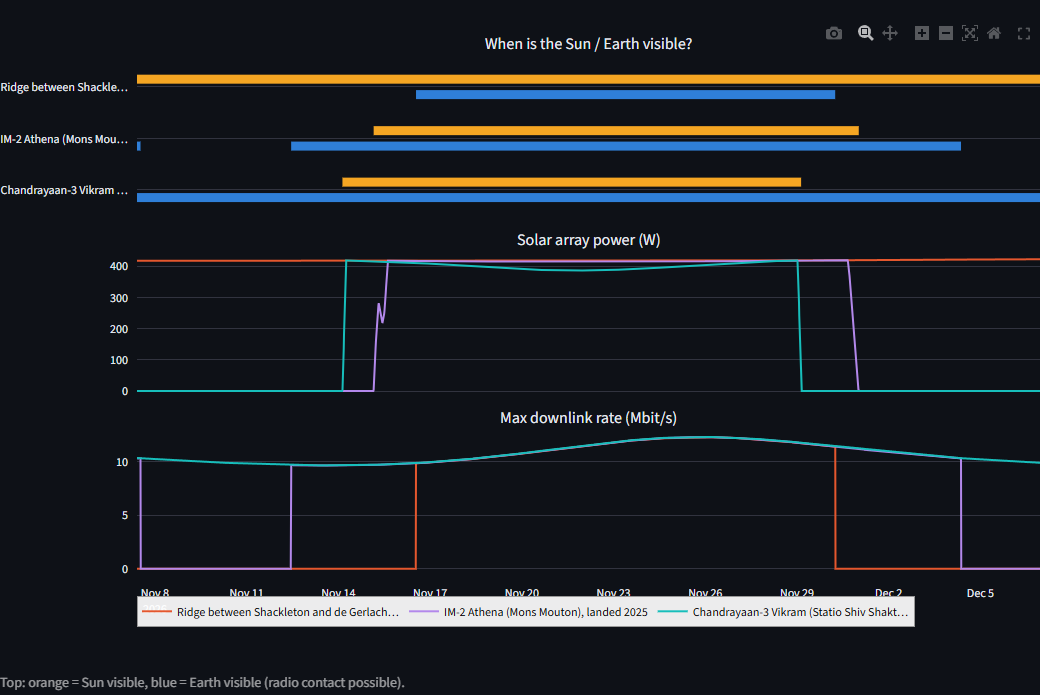 When is the Sun / Earth visible?
Ridge between Shackle…
IM-2 Athena (Mons Mou…
Chandrayaan-3 Vikram …
Solar array power (W)
400
300
200
100
0
Max downlink rate (Mbit/s)
10
5
0
Nov 8 Nov 11 Nov 14 Nov 17 Nov 20 Nov 23 Nov 26 Nov 29 Dec 2 Dec 5
Ridge between Shackleton and de Gerlach… IM-2 Athena (Mons Mouton), landed 2025 Chandrayaan-3 Vikram (Statio Shiv Shakt…
Top: orange = Sun visible, blue = Earth visible (radio contact possible).